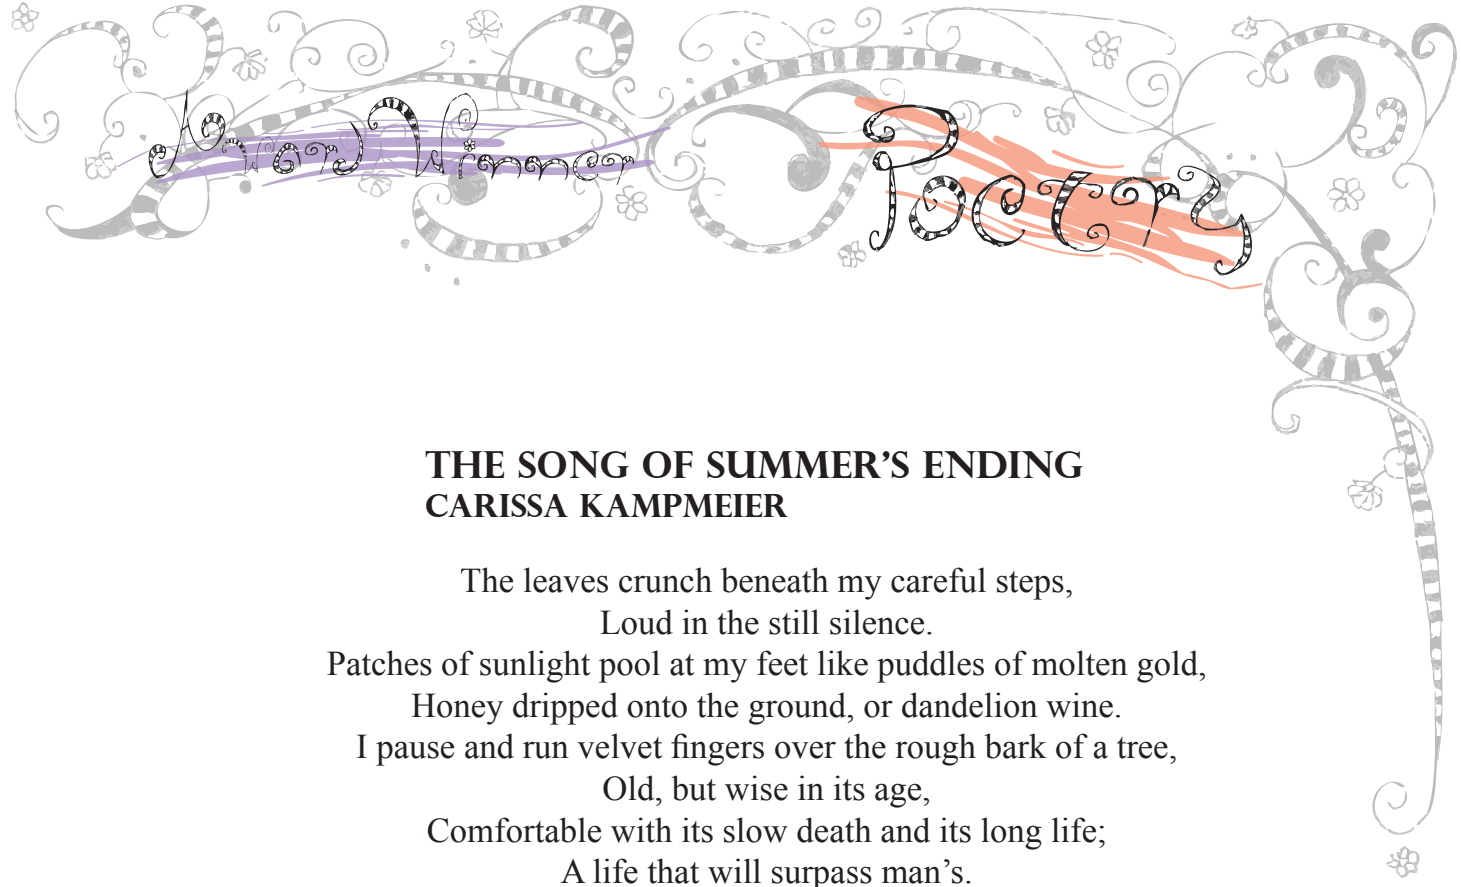 Award Winner
Poetry
THE SONG OF SUMMER’S ENDING
CARISSA KAMPMEIER
The leaves crunch beneath my careful steps,
Loud in the still silence.
Patches of sunlight pool at my feet like puddles of molten gold,
Honey dripped onto the ground, or dandelion wine.
I pause and run velvet fingers over the rough bark of a tree,
Old, but wise in its age,
Comfortable with its slow death and its long life;
A life that will surpass man’s.